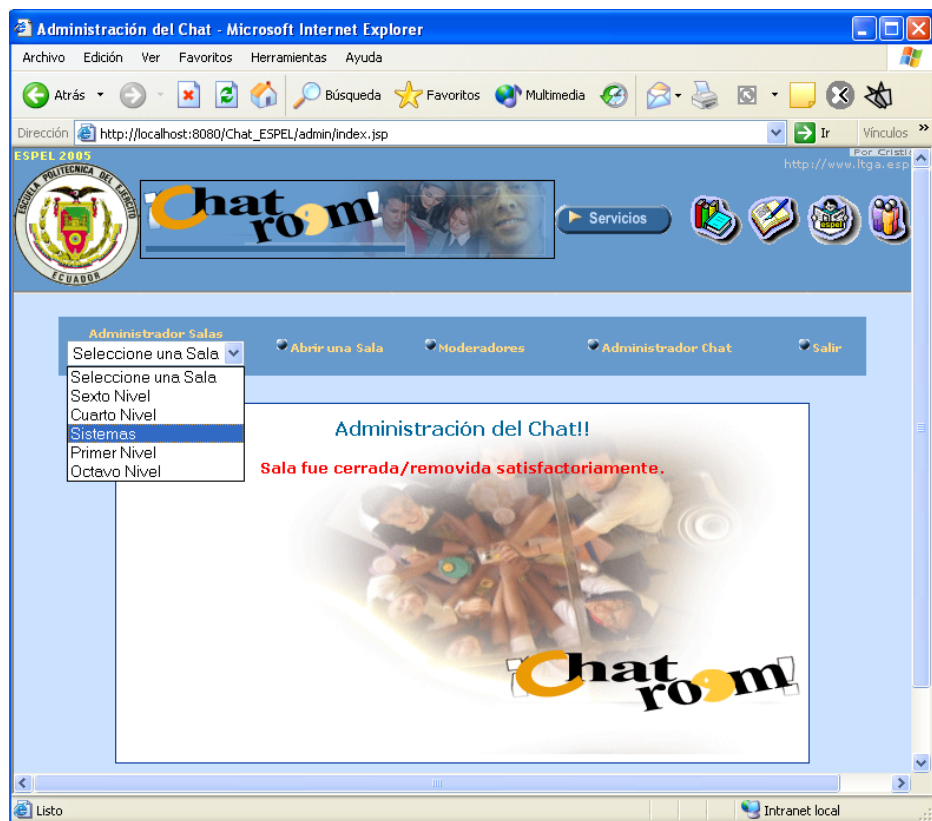 Administración del Chat - Microsoft Internet Explorer
Archivo Edición Ver Favoritos Herramientas Ayuda
Atrás Búsqueda Favoritos Multimedia
Dirección http://localhost:8080/Chat_ESPEL/admin/index.jsp Ir Vínculos »
ESPEL 2005
Por Cristi
http://www.ltga.esp
ESCUELA POLITECNICA DEL EJERCITO
ECUADOR
¡Chat room!
Servicios
espel
Administrador Salas
Seleccione una Sala
Abrir una Sala Moderadores Administrador Chat Salir
Seleccione una Sala
Sexto Nivel
Cuarto Nivel
Sistemas
Primer Nivel
Octavo Nivel
Administración del Chat!!
Sala fue cerrada/removida satisfactoriamente.
¡Chat room!
Listo Intranet local